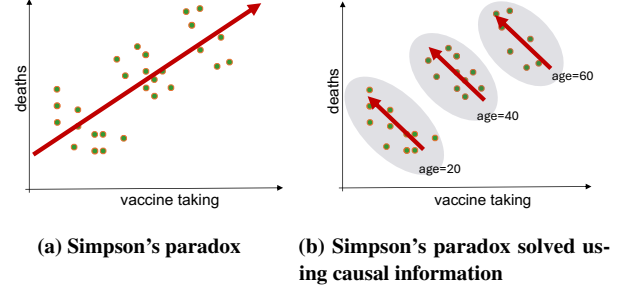 deaths
vaccine taking
(a) Simpson's paradox
deaths
age=60
age=40
age=20
vaccine taking
(b) Simpson's paradox solved us-
ing causal information